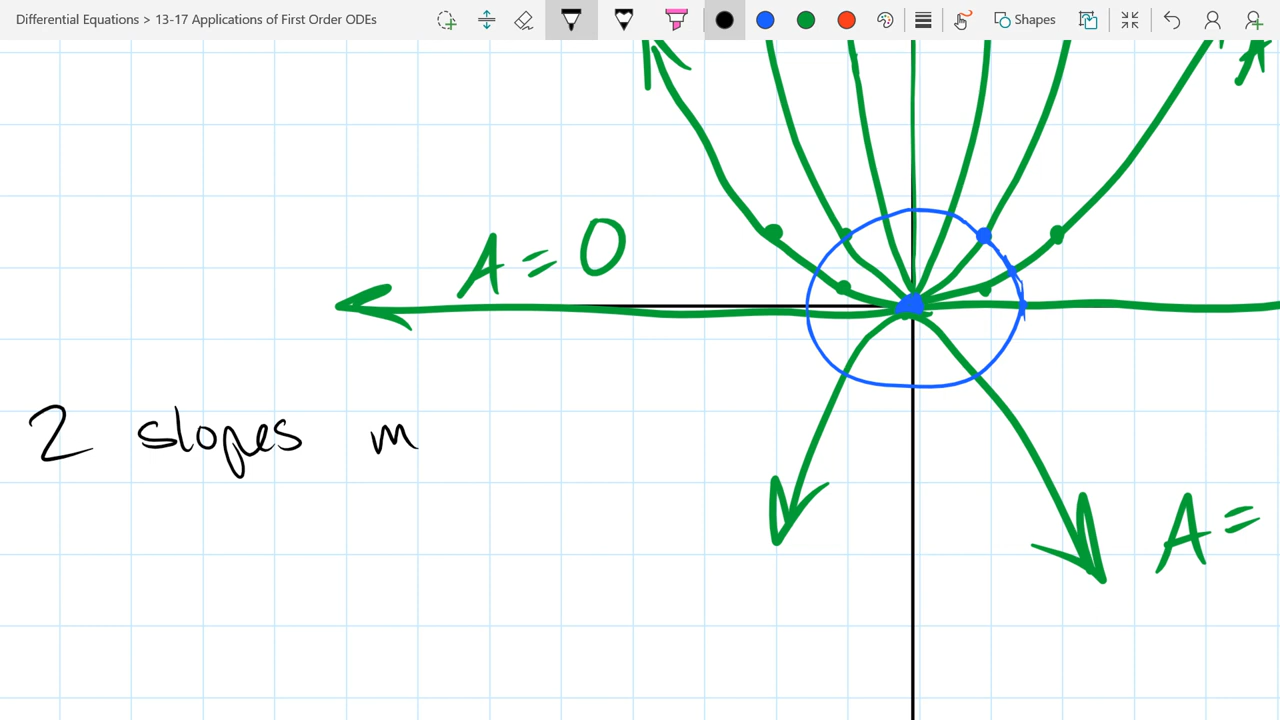 Differential Equations > 13-17 Applications of First Order ODEs
Shapes
A = 0
2 slopes m
A =